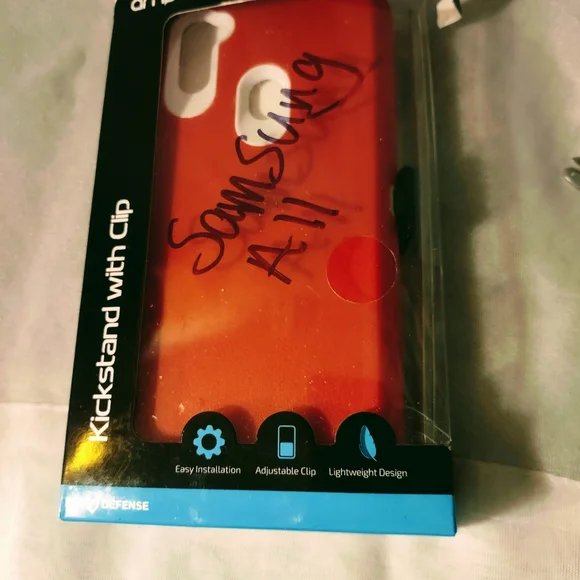 Samsung
A11
Kickstand with Clip
Easy Installation
Adjustable Clip
Lightweight Design
DEFENSE